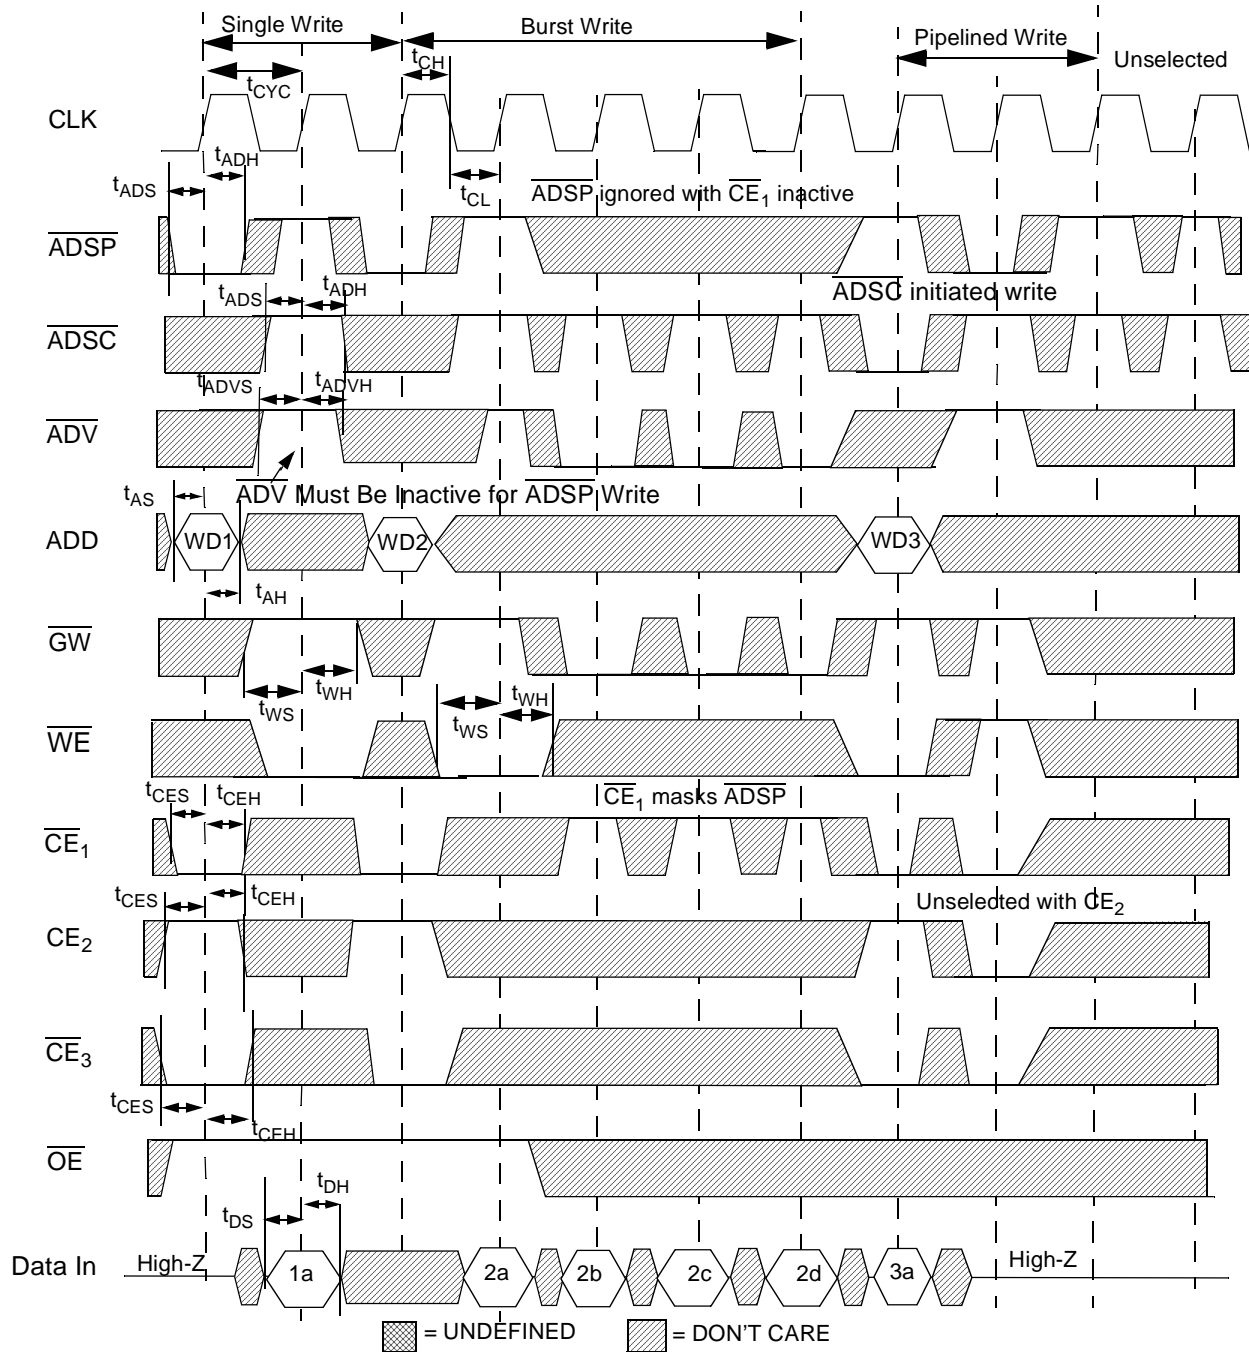 Single Write
Burst Write
Pipelined Write
Unselected
tCH
tCYC
CLK
tADH
tADS
tCL
ADSP ignored with CE1 inactive
ADSP
tADS
tADH
ADSC initiated write
ADSC
tADVS
tADVH
ADV
tAS
ADV Must Be Inactive for ADSP Write
ADD
WD1
WD2
WD3
tAH
GW
tWS
tWH
tWS
tWH
WE
tCES
tCEH
CE1 masks ADSP
CE1
tCES
tCEH
Unselected with CE2
CE2
CE3
tCES
tCEH
OE
tDS
tDH
Data In
High-Z
1a
2a
2b
2c
2d
3a
High-Z
= UNDEFINED
= DON'T CARE